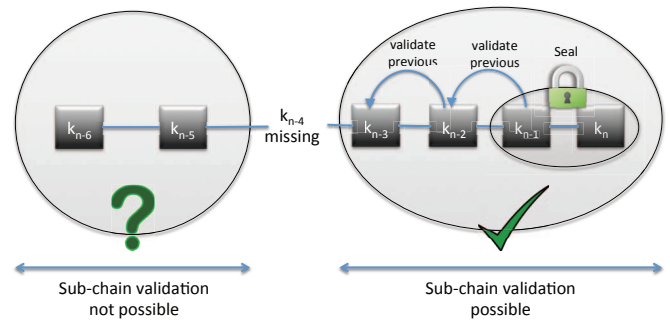 validate
previous
validate
previous
Seal
kn-6
kn-5
kn-4
missing
kn-3
kn-2
kn-1
kn
?
Sub-chain validation
not possible
Sub-chain validation
possible